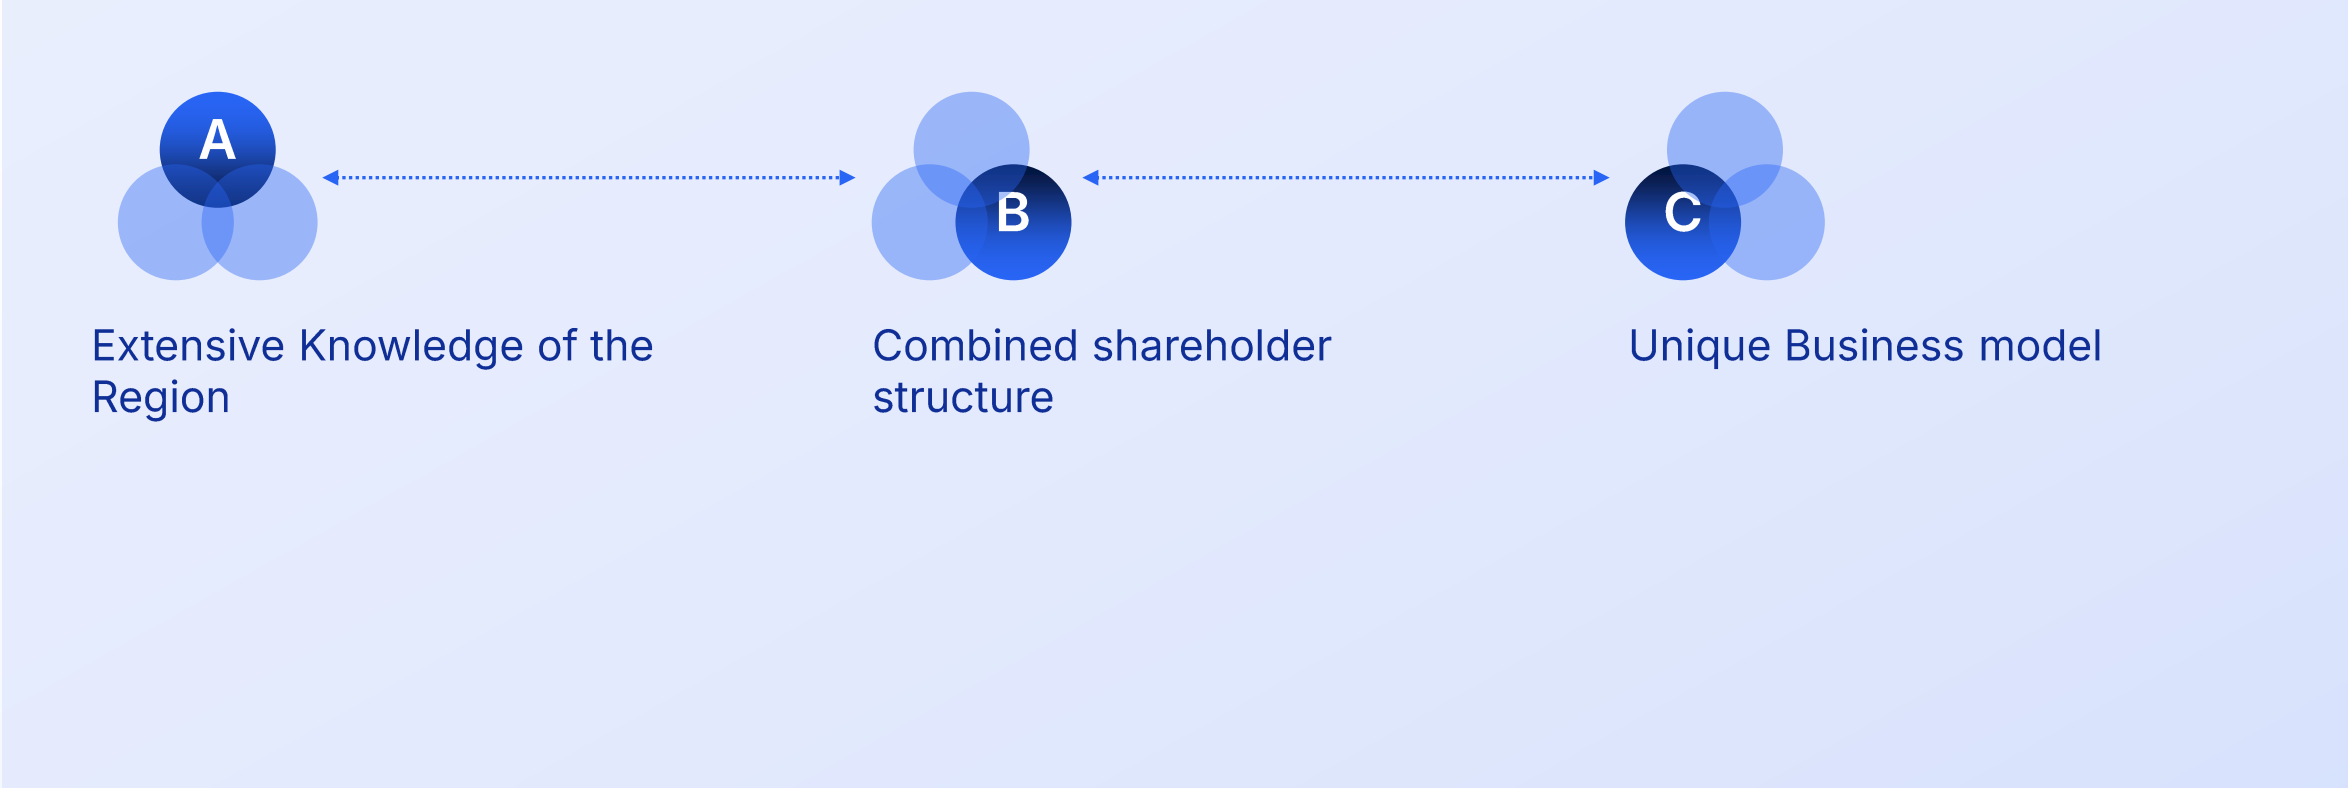 A
B
C
Extensive Knowledge of the
Region
Combined shareholder
structure
Unique Business model